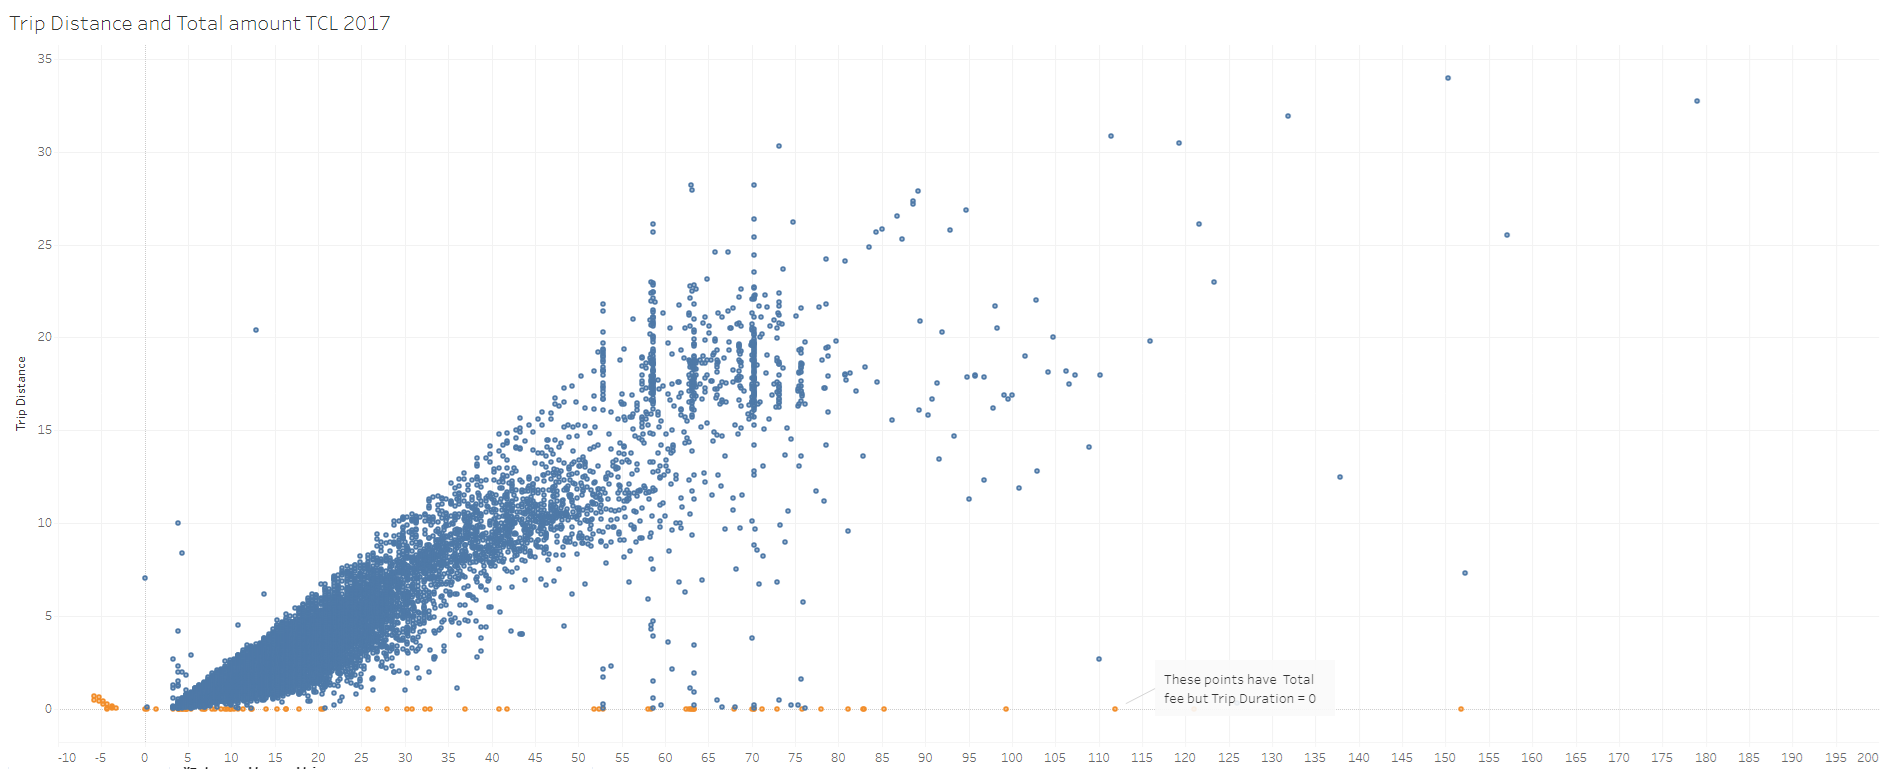 Trip Distance and Total amount TCL 2017
35
30
25
20
15
10
5
0
Trip Distance
These points have Total
fee but Trip Duration = 0
-10 -5 0 5 10 15 20 25 30 35 40 45 50 55 60 65 70 75 80 85 90 95 100 105 110 115 120 125 130 135 140 145 150 155 160 165 170 175 180 185 190 195 200